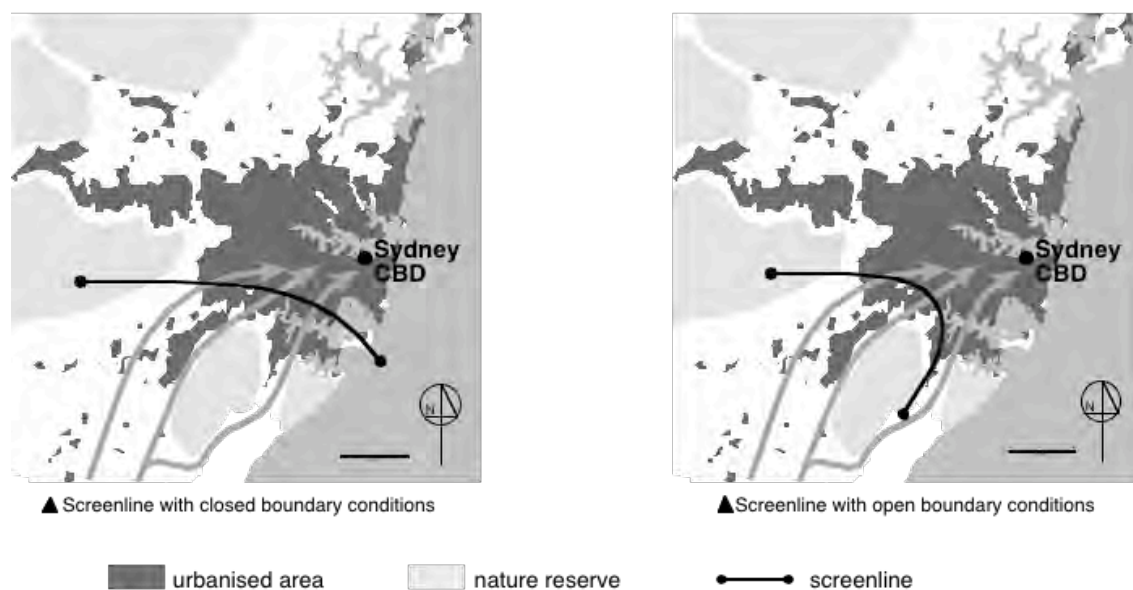 Sydney
CBD
N
▲ Screenline with closed boundary conditions
Sydney
CBD
N
▲ Screenline with open boundary conditions
urbanised area
nature reserve
screenline